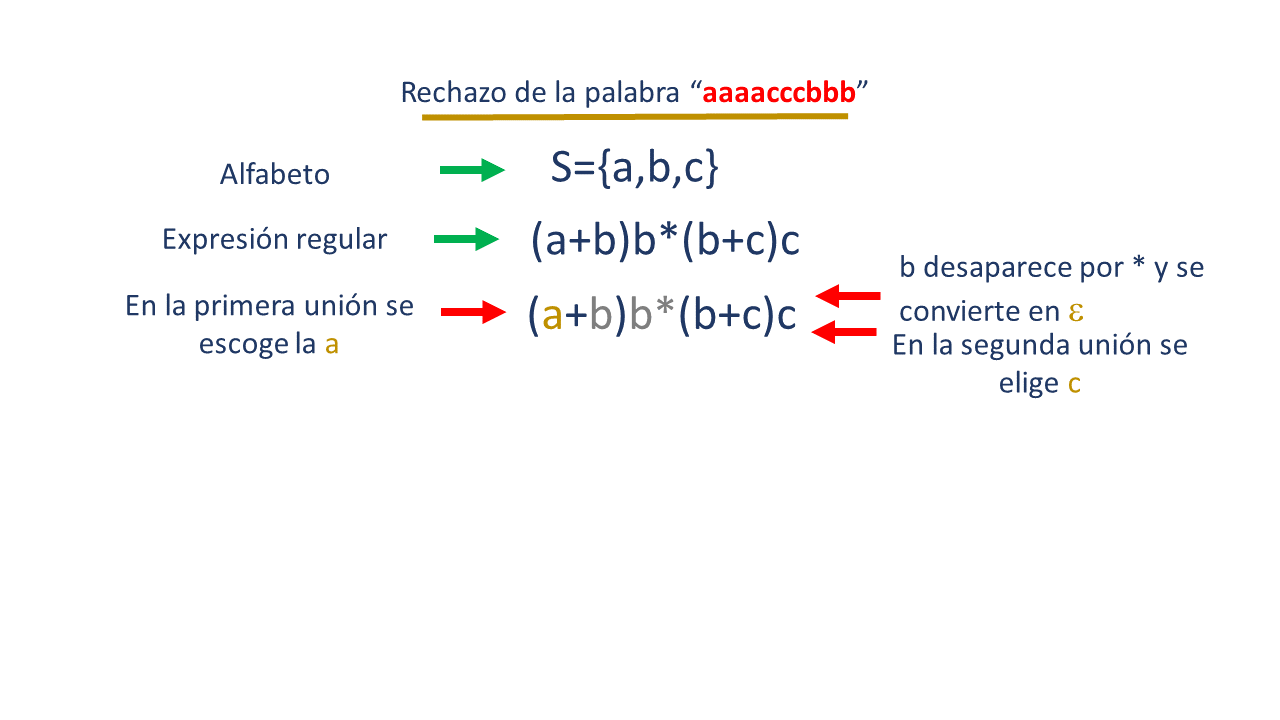 Rechazo de la palabra “aaaacccbbb”
Alfabeto
S={a,b,c}
Expresión regular
(a+b)b*(b+c)c
En la primera unión se
escoge la a
(a+b)b*(b+c)c
b desaparece por * y se
convierte en ε
En la segunda unión se
elige c